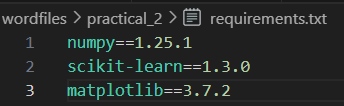 wordfiles > practical_2 > requirements.txt
1 numpy==1.25.1
2 scikit-learn==1.3.0
3 matplotlib==3.7.2